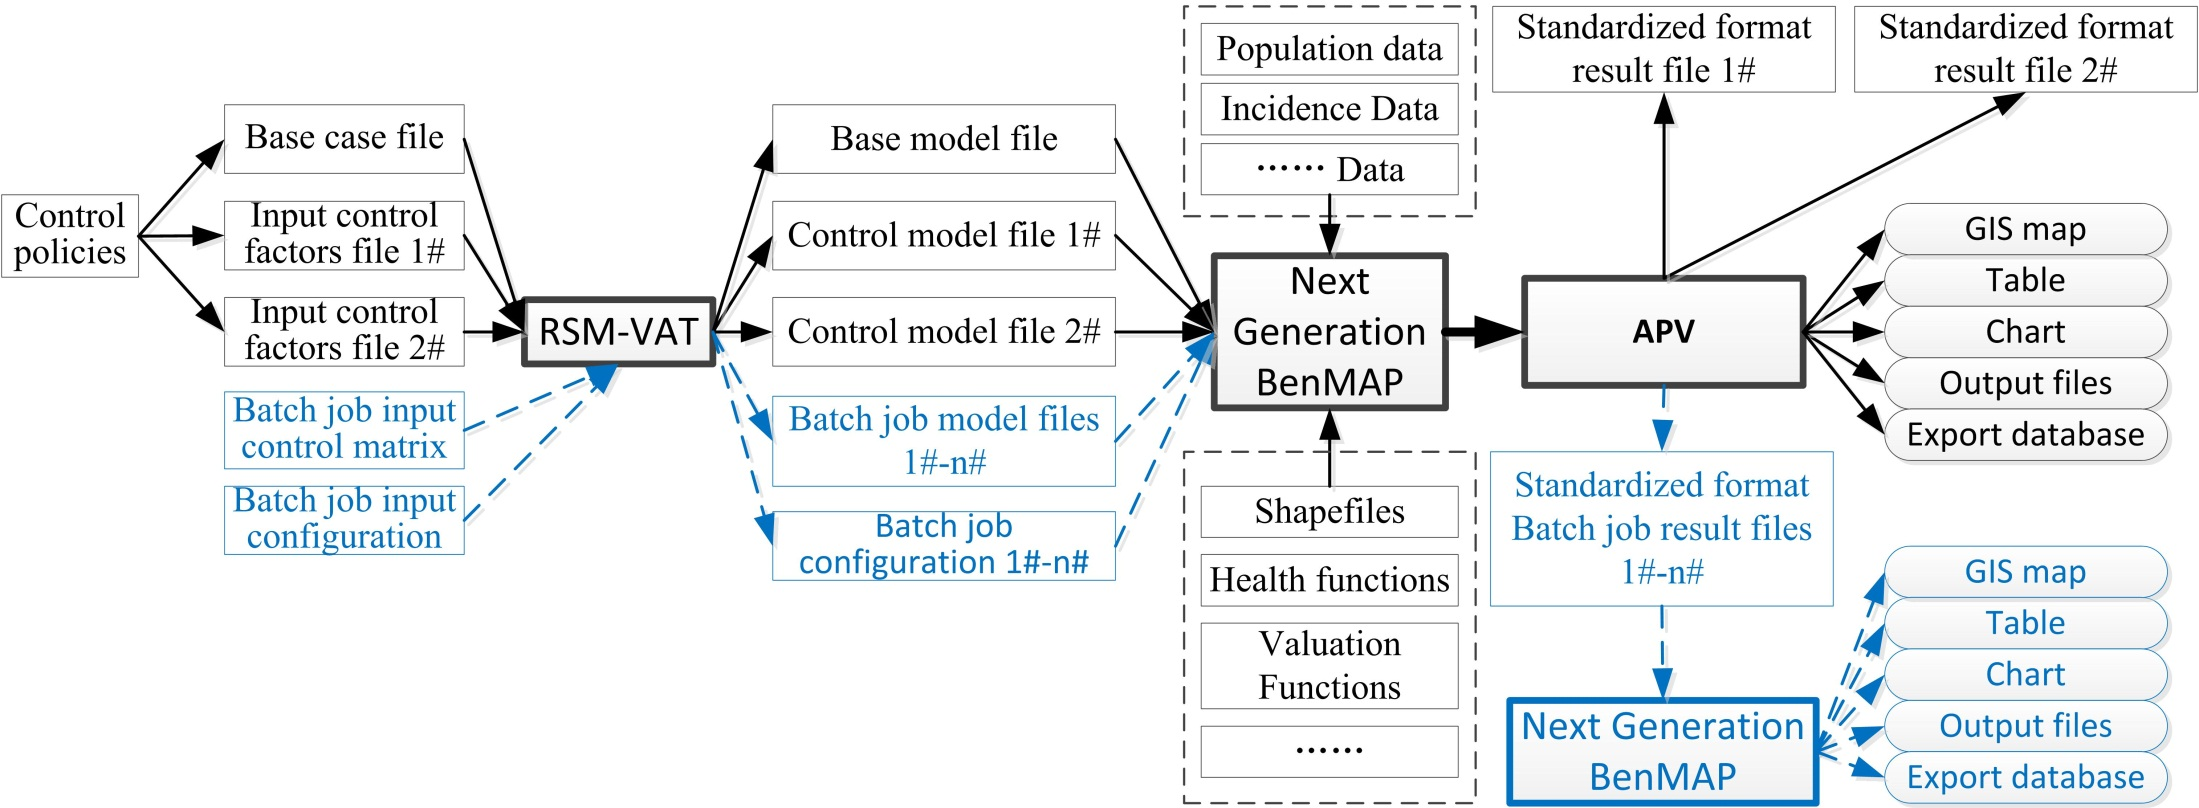 Control
policies
Base case file
Input control
factors file 1#
Input control
factors file 2#
Batch job input
control matrix
Batch job input
configuration
RSM-VAT
Base model file
Control model file 1#
Control model file 2#
Batch job model files
1#-n#
Batch job
configuration 1#-n#
Population data
Incidence Data
······ Data
Next
Generation
BenMAP
Shapefiles
Health functions
Valuation
Functions
······
Standardized format
result file 1#
Standardized format
result file 2#
APV
GIS map
Table
Chart
Output files
Export database
Standardized format
Batch job result files
1#-n#
Next Generation
BenMAP
GIS map
Table
Chart
Output files
Export database